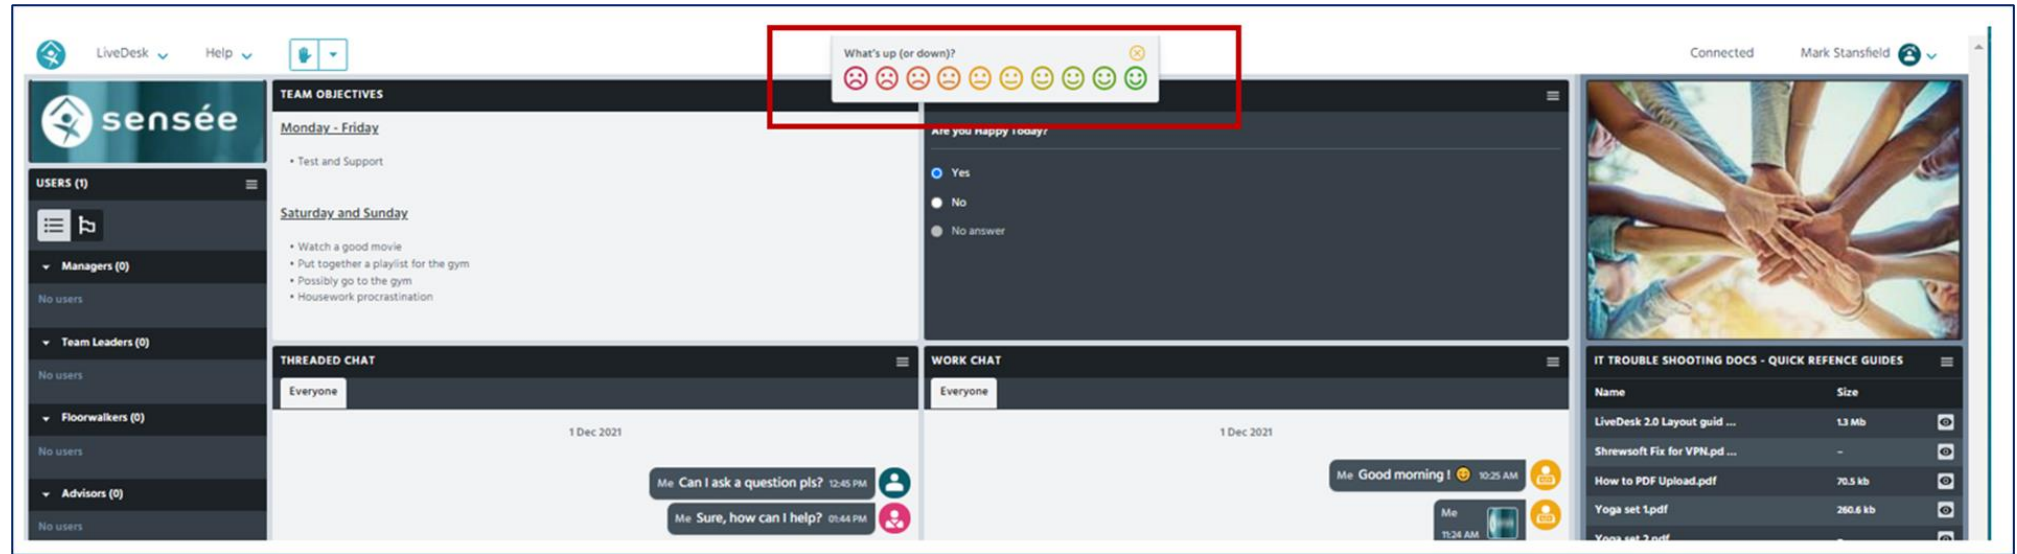 LiveDesk
Help
What's up (or down)?
Connected
Mark Stansfield
sensée
USERS (1)
Managers (0)
No users
Team Leaders (0)
No users
Floorwalkers (0)
No users
Advisors (0)
No users
TEAM OBJECTIVES
Monday - Friday
• Test and Support
Saturday and Sunday
• Watch a good movie
• Put together a playlist for the gym
• Possibly go to the gym
• Housework procrastination
Are you Happy Today?
Yes
No
No answer
THREADED CHAT
Everyone
1 Dec 2021
Me Can I ask a question pls? 12:45 PM
Me Sure, how can I help? 01:44 PM
WORK CHAT
Everyone
1 Dec 2021
Me Good morning ! 😀 10:25 AM
Me
11:24 AM
IT TROUBLE SHOOTING DOCS - QUICK REFENCE GUIDES
Name Size
LiveDesk 2.0 Layout guid ... 1.3 Mb
Shrewsoft Fix for VPN.pd ... -
How to PDF Upload.pdf 70.5 kb
Yoga set 1.pdf 260.6 kb
Yoga set 2.pdf -